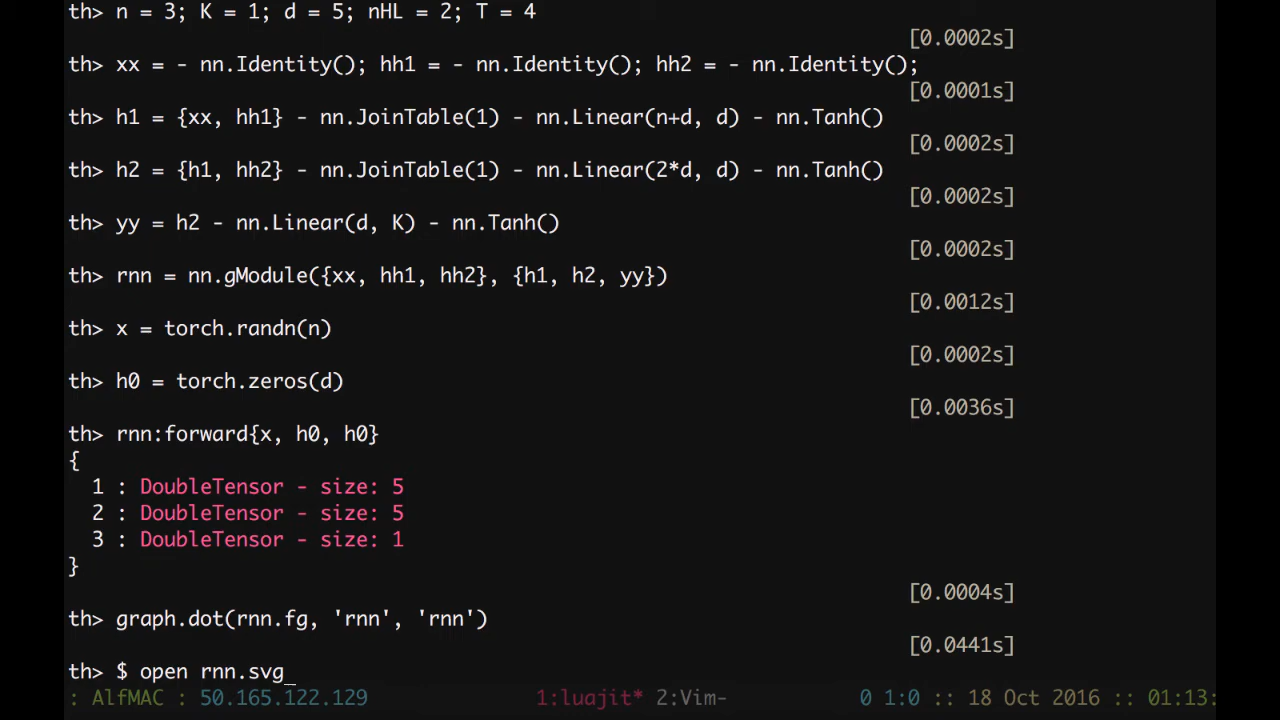 th> n = 3; K = 1; d = 5; nHL = 2; T = 4
[0.0002s]
th> xx = - nn.Identity(); hh1 = - nn.Identity(); hh2 = - nn.Identity();
[0.0001s]
th> h1 = {xx, hh1} - nn.JoinTable(1) - nn.Linear(n+d, d) - nn.Tanh()
[0.0002s]
th> h2 = {h1, hh2} - nn.JoinTable(1) - nn.Linear(2*d, d) - nn.Tanh()
[0.0002s]
th> yy = h2 - nn.Linear(d, K) - nn.Tanh()
[0.0002s]
th> rnn = nn.gModule({xx, hh1, hh2}, {h1, h2, yy})
[0.0012s]
th> x = torch.randn(n)
[0.0002s]
th> h0 = torch.zeros(d)
[0.0036s]
th> rnn:forward{x, h0, h0}
{
1 : DoubleTensor - size: 5
2 : DoubleTensor - size: 5
3 : DoubleTensor - size: 1
}
[0.0004s]
th> graph.dot(rnn.fg, 'rnn', 'rnn')
[0.0441s]
th> $ open rnn.svg_
: AlfMAC : 50.165.122.129 1:luajit* 2:Vim- 0 1:0 :: 18 Oct 2016 :: 01:13: